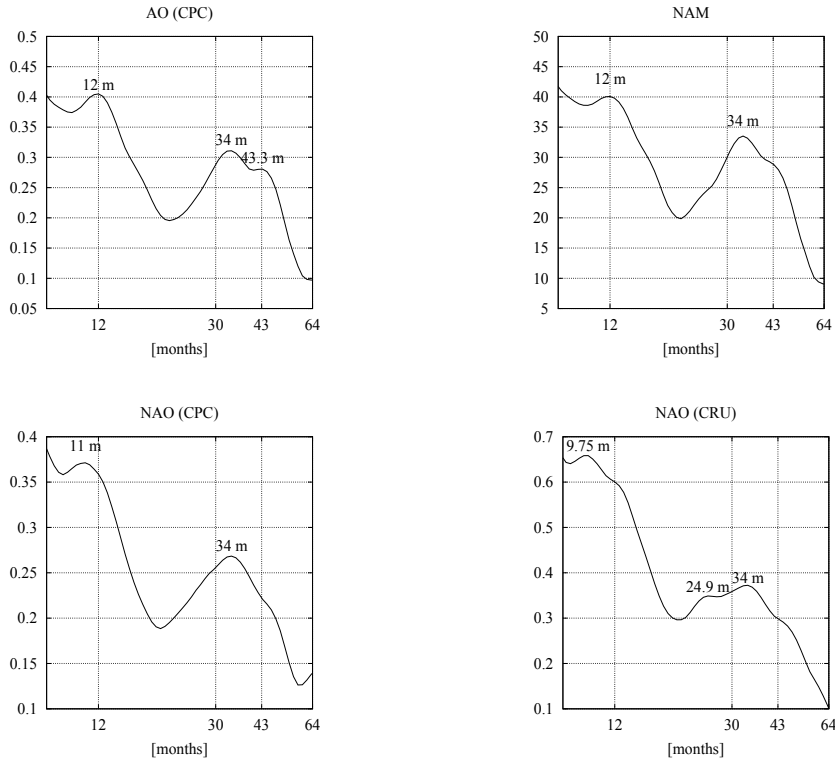 AO (CPC)
0.5
0.45
0.4
0.35
0.3
0.25
0.2
0.15
0.1
0.05
12 m
34 m
43.3 m
12 30 43 64
[months]
NAM
50
45
40
35
30
25
20
15
10
5
12 m
34 m
12 30 43 64
[months]
NAO (CPC)
0.4
0.35
0.3
0.25
0.2
0.15
0.1
11 m
34 m
12 30 43 64
[months]
NAO (CRU)
0.7
0.6
0.5
0.4
0.3
0.2
0.1
9.75 m
24.9 m
34 m
12 30 43 64
[months]